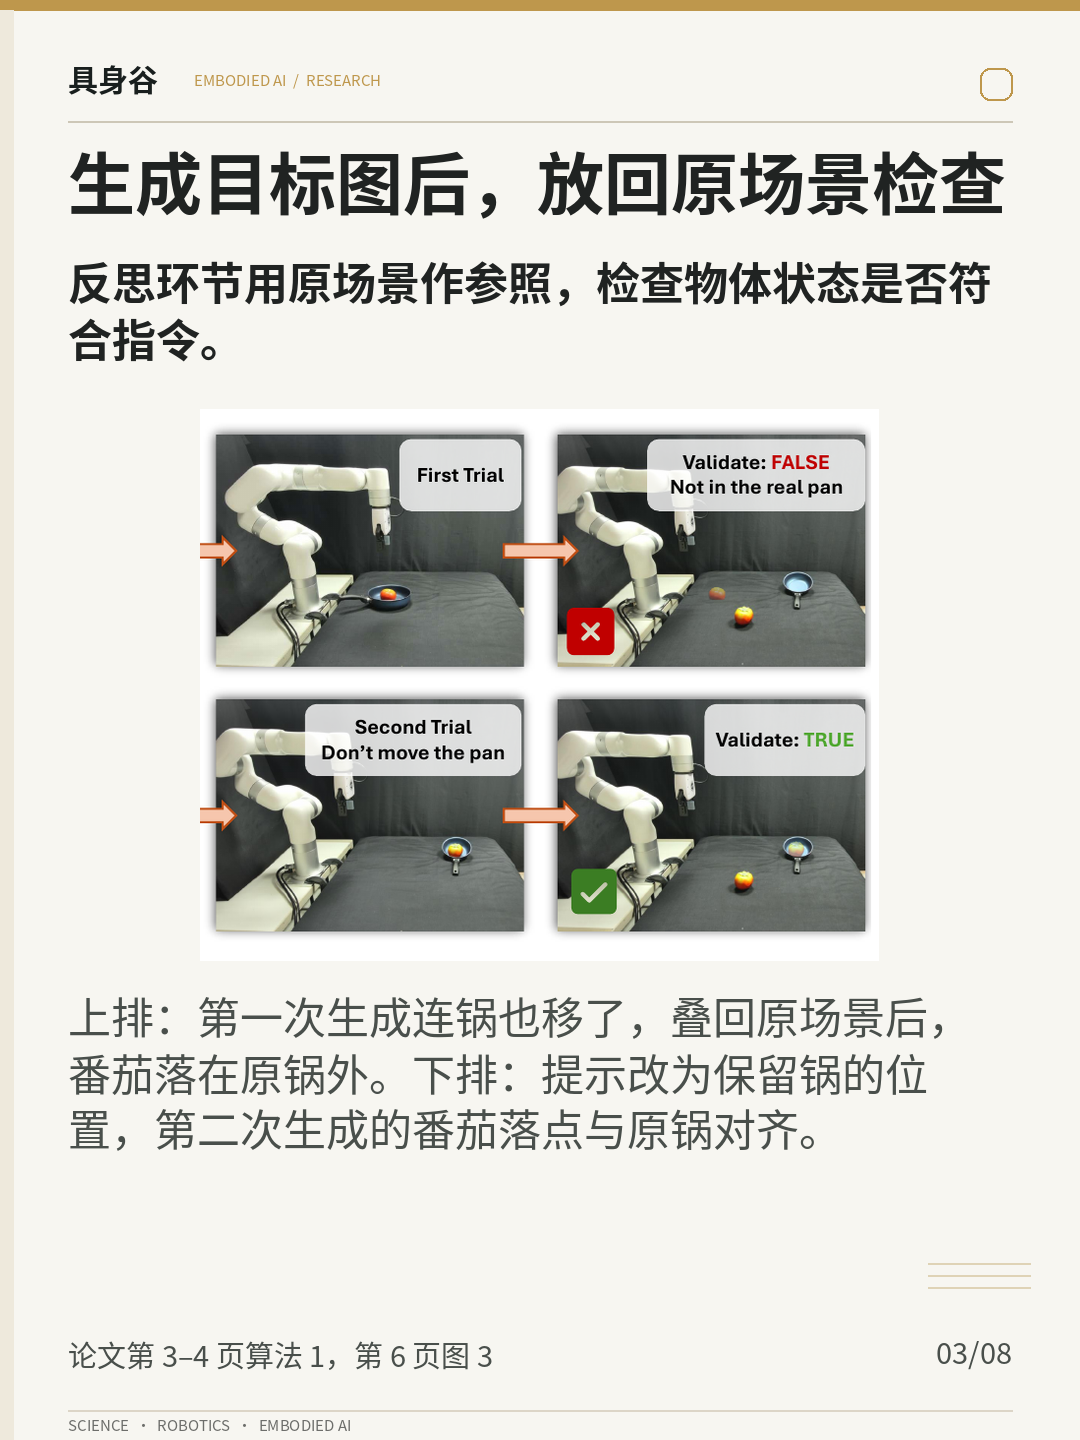 具身谷
EMBODIED AI / RESEARCH
生成目标图后，放回原场景检查
反思环节用原场景作参照，检查物体状态是否符
合指令。
First Trial
Validate: FALSE
Not in the real pan
Second Trial
Don't move the pan
Validate: TRUE
上排：第一次生成连锅也移了，叠回原场景后，
番茄落在原锅外。下排：提示改为保留锅的位
置，第二次生成的番茄落点与原锅对齐。
论文第 3–4 页算法 1，第 6 页图 3
03/08
SCIENCE · ROBOTICS · EMBODIED AI